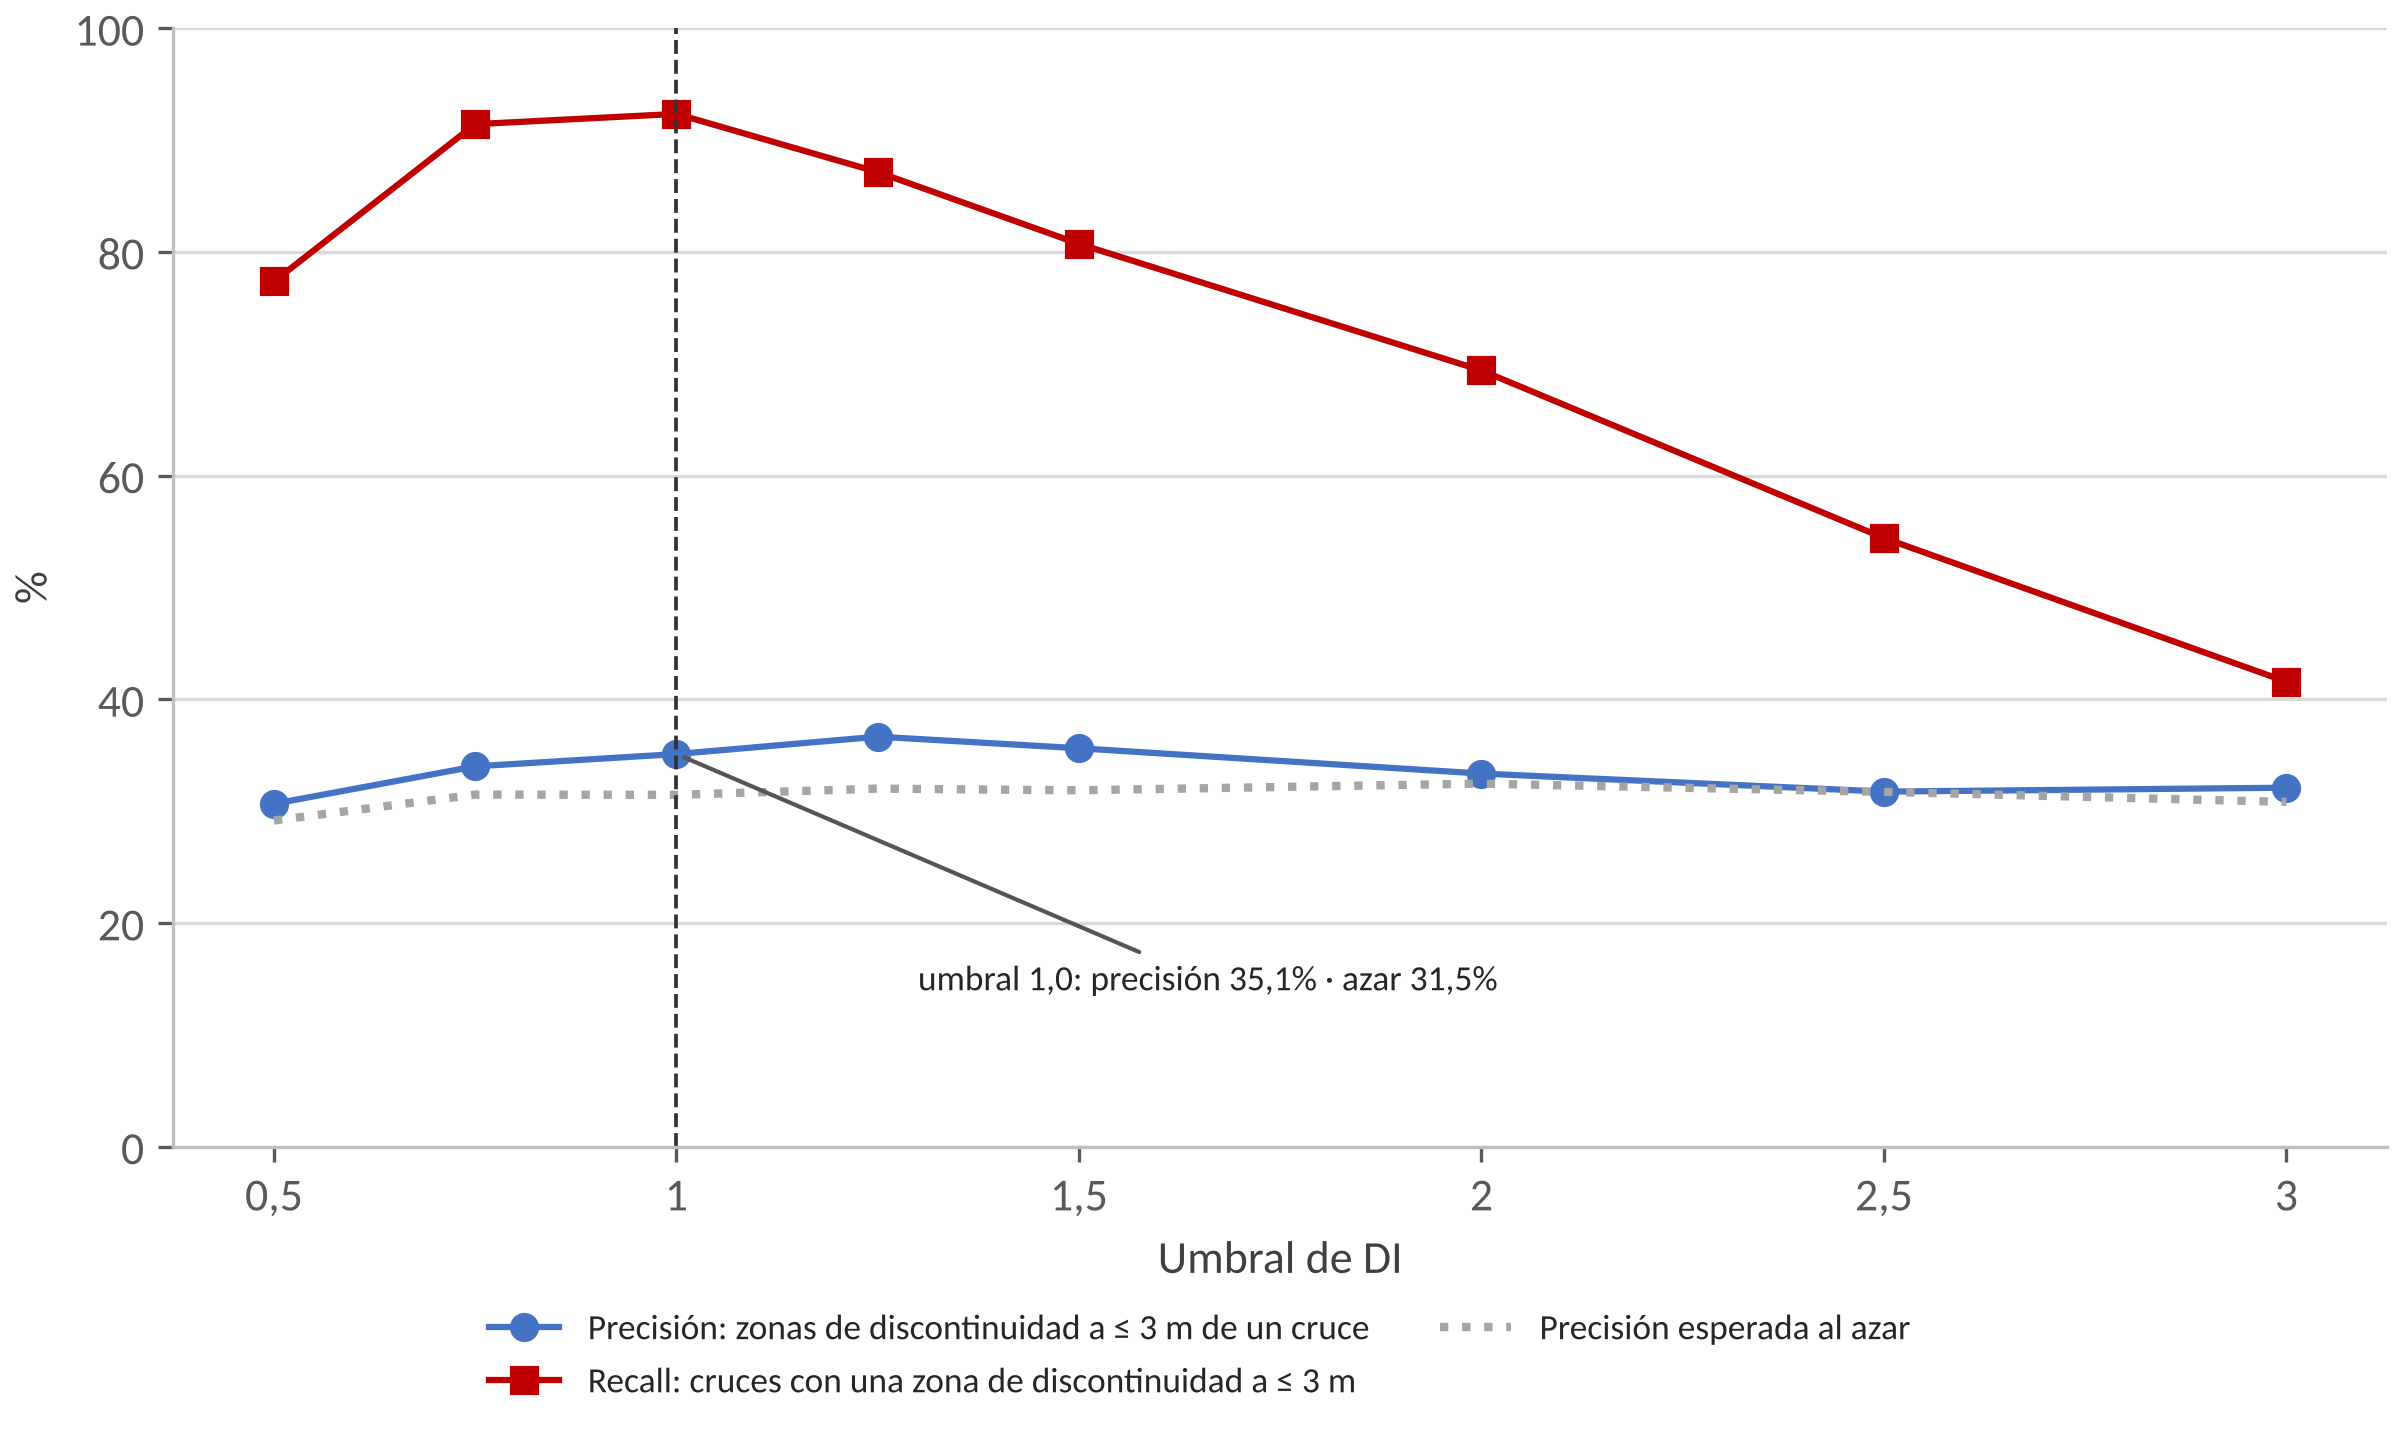 100
80
60
40
20
0
%
umbral 1,0: precisión 35,1% · azar 31,5%
0,5
1
1,5
2
2,5
3
Umbral de DI
Precisión: zonas de discontinuidad a ≤ 3 m de un cruce
Recall: cruces con una zona de discontinuidad a ≤ 3 m
Precisión esperada al azar